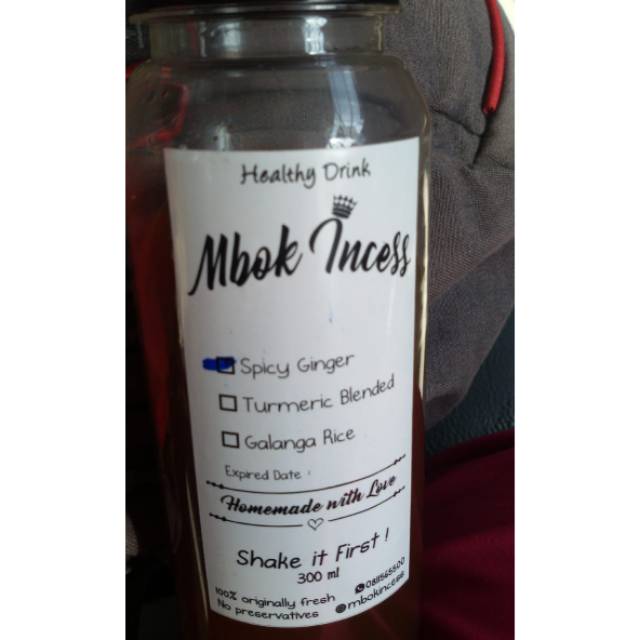 Healthy Drink
Mbok Incess
Spicy Ginger
Turmeric Blended
Galanga Rice
Expired Date :
Homemade with Love
Shake it First !
300 ml
100% originally fresh
No preservatives
mbokincess